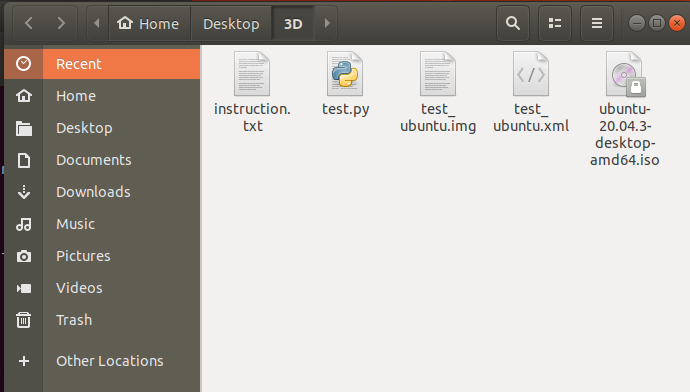 Home
Desktop
3D
Recent
Home
Desktop
Documents
Downloads
Music
Pictures
Videos
Trash
Other Locations
instruction.
txt
test.py
test_
ubuntu.img
test_
ubuntu.xml
ubuntu-
20.04.3-
desktop-
amd64.iso